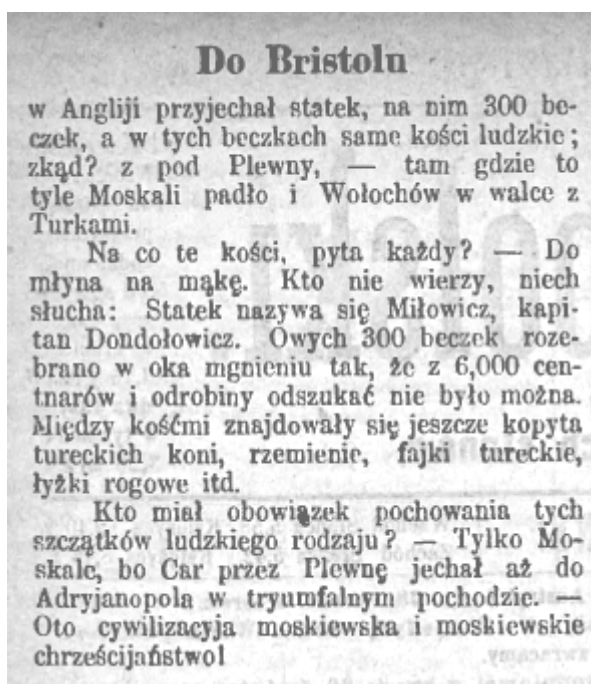 Do Bristolu
w Angliji przyjechał statek, na nim 300 be-
czek, a w tych beczkach same kości ludzkie;
zkąd? z pod Plewny, — tam gdzie to
tyle Moskali padło i Wołochów w walce z
Turkami.
Na co te kości, pyta każdy? — Do
młyna na mąkę. Kto nie wierzy, niech
słucha: Statek nazywa się Miłowicz, kapi-
tan Dondołowicz. Owych 300 beczek roze-
brano w oka mgnieniu tak, że z 6,000 cen-
tnarów i odrobiny odszukać nie było można.
Między kośćmi znajdowały się jeszcze kopyta
tureckich koni, rzemienie, fajki tureckie,
łyżki rogowe itd.
Kto miał obowiązek pochowania tych
szczątków ludzkiego rodzaju? — Tylko Mo-
skale, bo Car przez Plewnę jechał aż do
Adryjanopola w tryumfalnym pochodzie. —
Oto cywilizacyja moskiewska i moskiewskie
chrześcijaństwo!